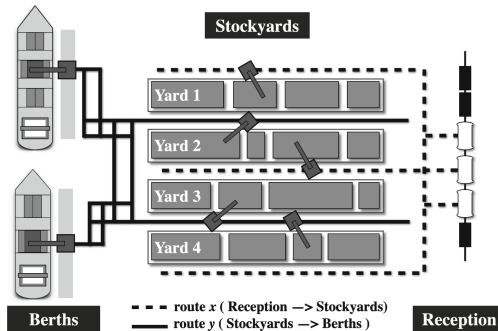 Stockyards
Yard 1
Yard 2
Yard 3
Yard 4
route x ( Reception —> Stockyards)
route y ( Stockyards —> Berths )
Berths
Reception